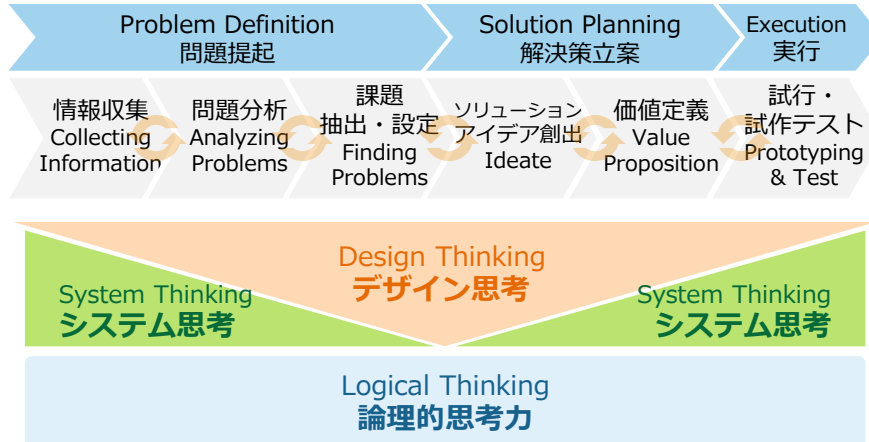 Problem Definition
問題提起
Solution Planning
解決策立案
Execution
実行
情報収集
Collecting
Information
問題分析
Analyzing
Problems
課題
抽出・設定
Finding
Problems
ソリューション
アイデア創出
Ideate
価値定義
Value
Proposition
試行・
試作テスト
Prototyping
& Test
Design Thinking
デザイン思考
System Thinking
システム思考
System Thinking
システム思考
Logical Thinking
論理的思考力